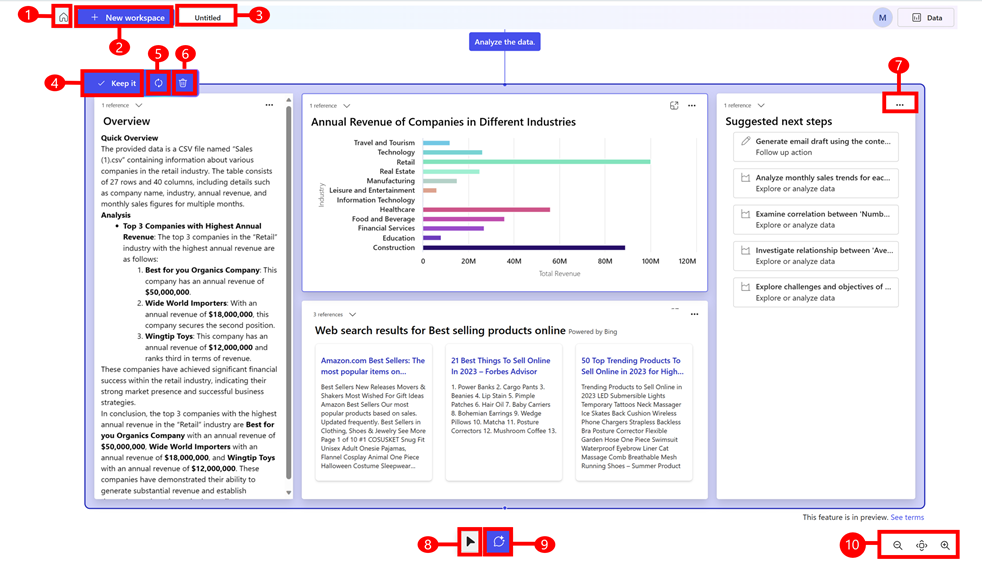 1
2
3
4
5
6
7
8
9
10
+ New workspace
Untitled
M
Data
Analyze the data.
Keep it
1 reference
Overview
Quick Overview
The provided data is a CSV file named "Sales
(1).csv" containing information about various
companies in the retail industry. The table consists
of 27 rows and 40 columns, including details such
as company name, industry, annual revenue, and
monthly sales figures for multiple months.
Analysis
• Top 3 Companies with Highest Annual
Revenue: The top 3 companies in the "Retail"
industry with the highest annual revenue are
as follows:
1. Best for you Organics Company: This
company has an annual revenue of
$50,000,000.
2. Wide World Importers: With an
annual revenue of $18,000,000, this
company secures the second position.
3. Wingtip Toys: This company has an
annual revenue of $12,000,000 and
ranks third in terms of revenue.
These companies have achieved significant financial
success within the retail industry, indicating their
strong market presence and successful business
strategies.
In conclusion, the top 3 companies with the highest
annual revenue in the "Retail" industry are Best for
you Organics Company with an annual revenue of
$50,000,000, Wide World Importers with an
annual revenue of $18,000,000, and Wingtip Toys
with an annual revenue of $12,000,000. These
companies have demonstrated their ability to
generate substantial revenue and establish
1 reference
Annual Revenue of Companies in Different Industries
Industry
Travel and Tourism
Technology
Retail
Real Estate
Manufacturing
Leisure and Entertainment
Information Technology
Healthcare
Food and Beverage
Financial Services
Education
Construction
0 20M 40M 60M 80M 100M 120M
Total Revenue
3 references
Web search results for Best selling products online Powered by Bing
Amazon.com Best Sellers: The
most popular items on...
Best Sellers New Releases Movers &
Shakers Most Wished For Gift Ideas
Amazon Best Sellers Our most
popular products based on sales.
Updated frequently. Best Sellers in
Clothing, Shoes & Jewelry See More
Page 1 of 10 #1 COSUSKET Snug Fit
Unisex Adult Onesie Pajamas,
Flannel Cosplay Animal One Piece
Halloween Costume Sleepwear...
21 Best Things To Sell Online
In 2023 – Forbes Advisor
1. Power Banks 2. Cargo Pants 3.
Beanies 4. Lip Stain 5. Pimple
Patches 6. Hair Oil 7. Baby Carriers
8. Bohemian Earrings 9. Wedge
Pillows 10. Matcha 11. Posture
Correctors 12. Mushroom Coffee 13.
50 Top Trending Products To
Sell Online in 2023 for High...
Trending Products to Sell Online in
2023 LED Submersible Lights
Temporary Tattoos Neck Massager
Ice Skates Back Cushion Wireless
Phone Chargers Strapless Backless
Bra Posture Corrector Flexible
Garden Hose One Piece Swimsuit
Waterproof Eyebrow Liner Cat
Massage Comb Breathable Mesh
Running Shoes – Summer Product
1 reference
Suggested next steps
Generate email draft using the conte...
Follow up action
Analyze monthly sales trends for eac...
Explore or analyze data
Examine correlation between 'Numb...
Explore or analyze data
Investigate relationship between 'Ave...
Explore or analyze data
Explore challenges and objectives of ...
Explore or analyze data
This feature is in preview. See terms